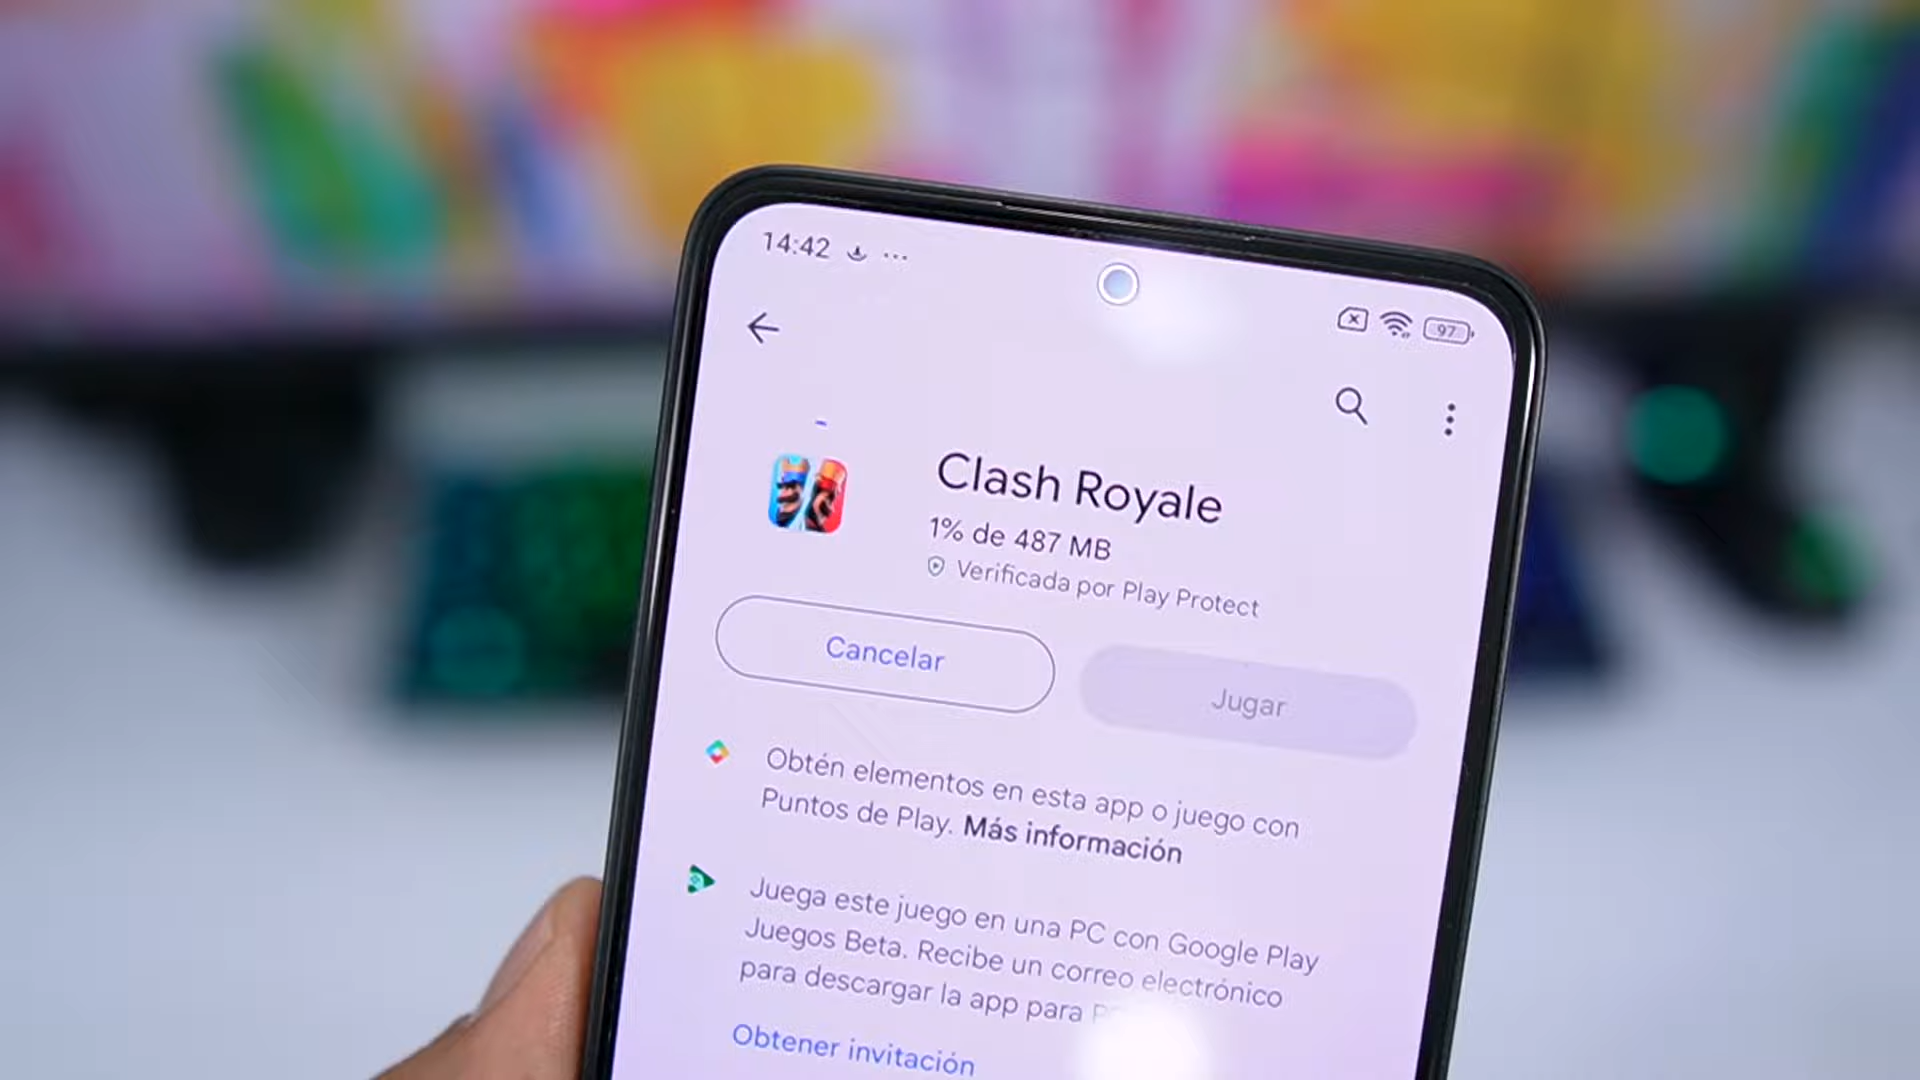 14:42
97
Clash Royale
1% de 487 MB
Verificada por Play Protect
Cancelar
Jugar
Obtén elementos en esta app o juego con
Puntos de Play. Más información
Juega este juego en una PC con Google Play
Juegos Beta. Recibe un correo electrónico
para descargar la app para
Obtener invitación